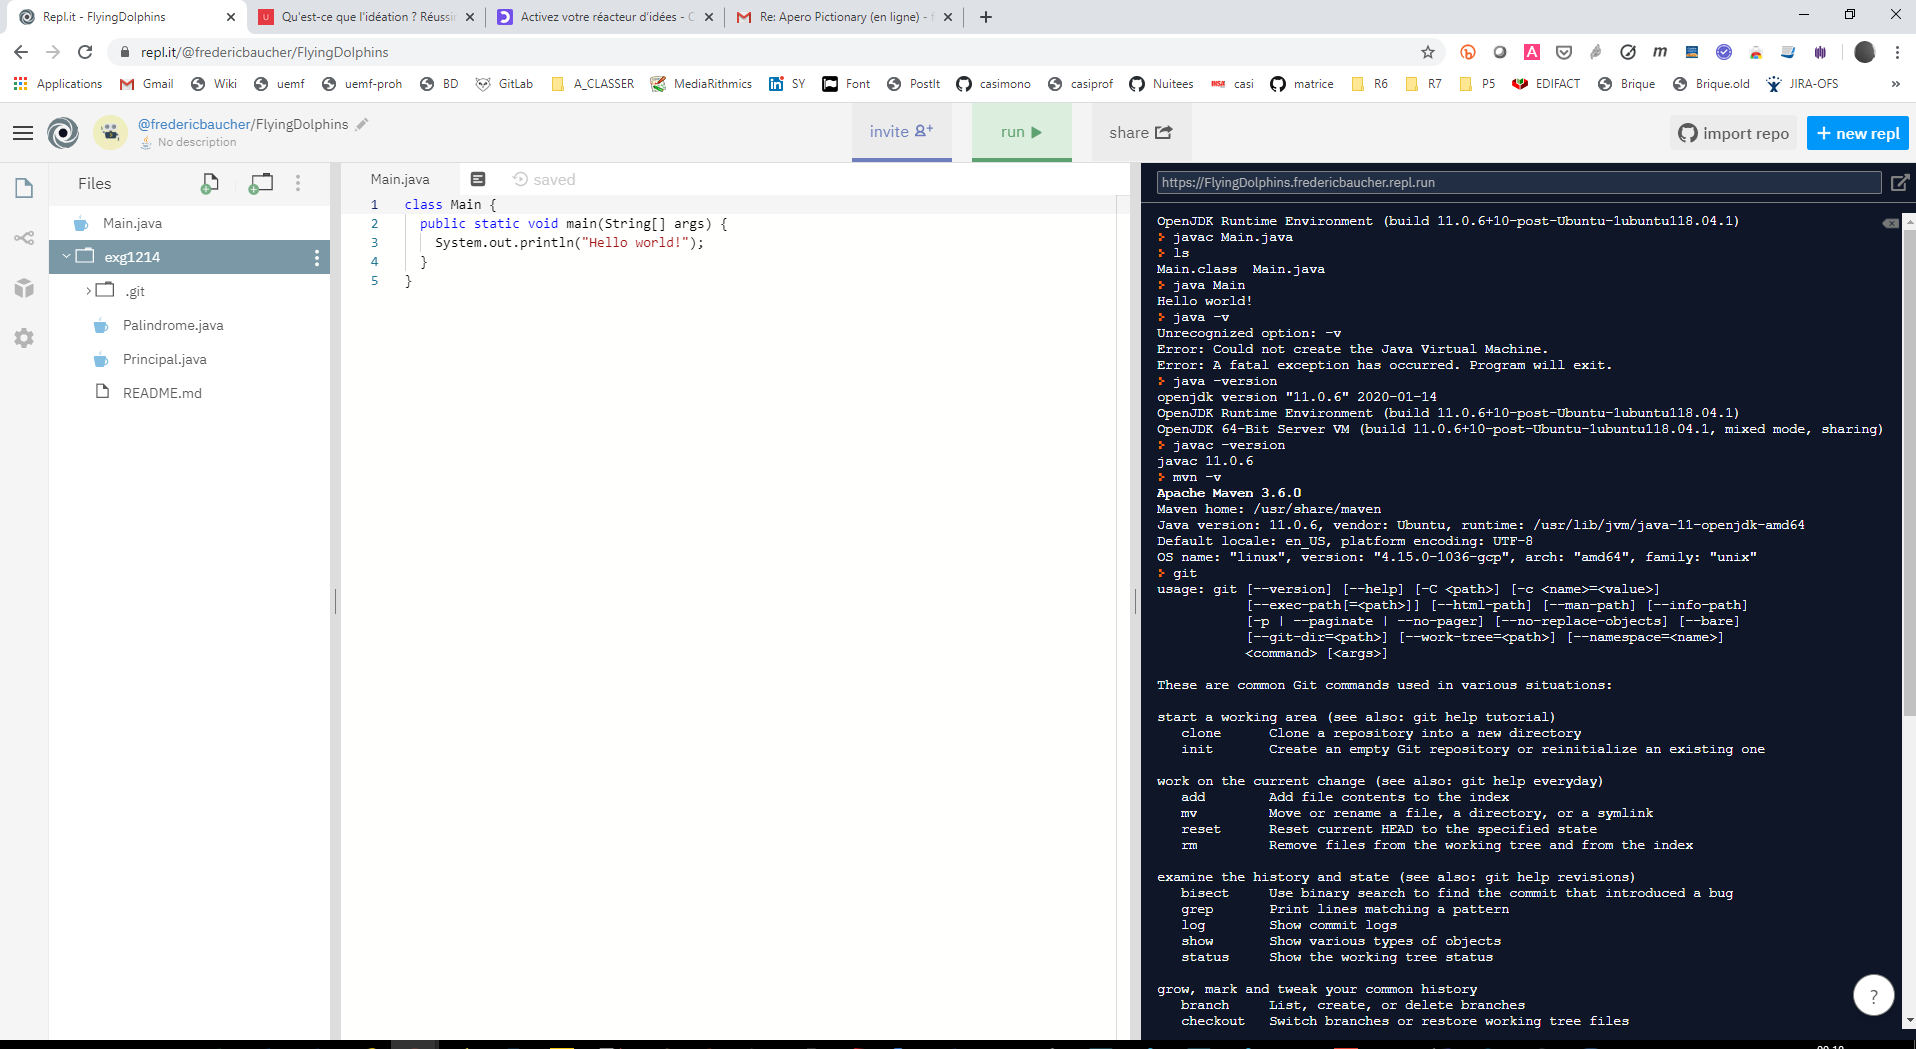 Repl.it - FlyingDolphins
Qu'est-ce que l'idéation ? Réussir
Activez votre réacteur d'idées - C
Re: Apero Pictionary (en ligne) - f
repl.it/@fredericbaucher/FlyingDolphins
Applications Gmail Wiki uemf uemf-proh BD GitLab A_CLASSER MediaRithmics SY Font PostIt casimono casiprof Nuitees casi matrice R6 R7 P5 EDIFACT Brique Brique.old JIRA-OFS »
@fredericbaucher/FlyingDolphins
No description
invite
run
share
import repo
+ new repl
Files
Main.java
exg1214
.git
Palindrome.java
Principal.java
README.md
Main.java
saved
1 class Main {
2 public static void main(String[] args) {
3 System.out.println("Hello world!");
4 }
5 }
https://FlyingDolphins.fredericbaucher.repl.run
OpenJDK Runtime Environment (build 11.0.6+10-post-Ubuntu-1ubuntu118.04.1)
javac Main.java
ls
Main.class Main.java
java Main
Hello world!
java -v
Unrecognized option: -v
Error: Could not create the Java Virtual Machine.
Error: A fatal exception has occurred. Program will exit.
java -version
openjdk version "11.0.6" 2020-01-14
OpenJDK Runtime Environment (build 11.0.6+10-post-Ubuntu-1ubuntu118.04.1)
OpenJDK 64-Bit Server VM (build 11.0.6+10-post-Ubuntu-1ubuntu118.04.1, mixed mode, sharing)
javac -version
javac 11.0.6
mvn -v
Apache Maven 3.6.0
Maven home: /usr/share/maven
Java version: 11.0.6, vendor: Ubuntu, runtime: /usr/lib/jvm/java-11-openjdk-amd64
Default locale: en_US, platform encoding: UTF-8
OS name: "linux", version: "4.15.0-1036-gcp", arch: "amd64", family: "unix"
git
usage: git [--version] [--help] [-C <path>] [-c <name>=<value>]
[--exec-path[=<path>]] [--html-path] [--man-path] [--info-path]
[-p | --paginate | --no-pager] [--no-replace-objects] [--bare]
[--git-dir=<path>] [--work-tree=<path>] [--namespace=<name>]
<command> [<args>]
These are common Git commands used in various situations:
start a working area (see also: git help tutorial)
clone Clone a repository into a new directory
init Create an empty Git repository or reinitialize an existing one
work on the current change (see also: git help everyday)
add Add file contents to the index
mv Move or rename a file, a directory, or a symlink
reset Reset current HEAD to the specified state
rm Remove files from the working tree and from the index
examine the history and state (see also: git help revisions)
bisect Use binary search to find the commit that introduced a bug
grep Print lines matching a pattern
log Show commit logs
show Show various types of objects
status Show the working tree status
grow, mark and tweak your common history
branch List, create, or delete branches
checkout Switch branches or restore working tree files
?